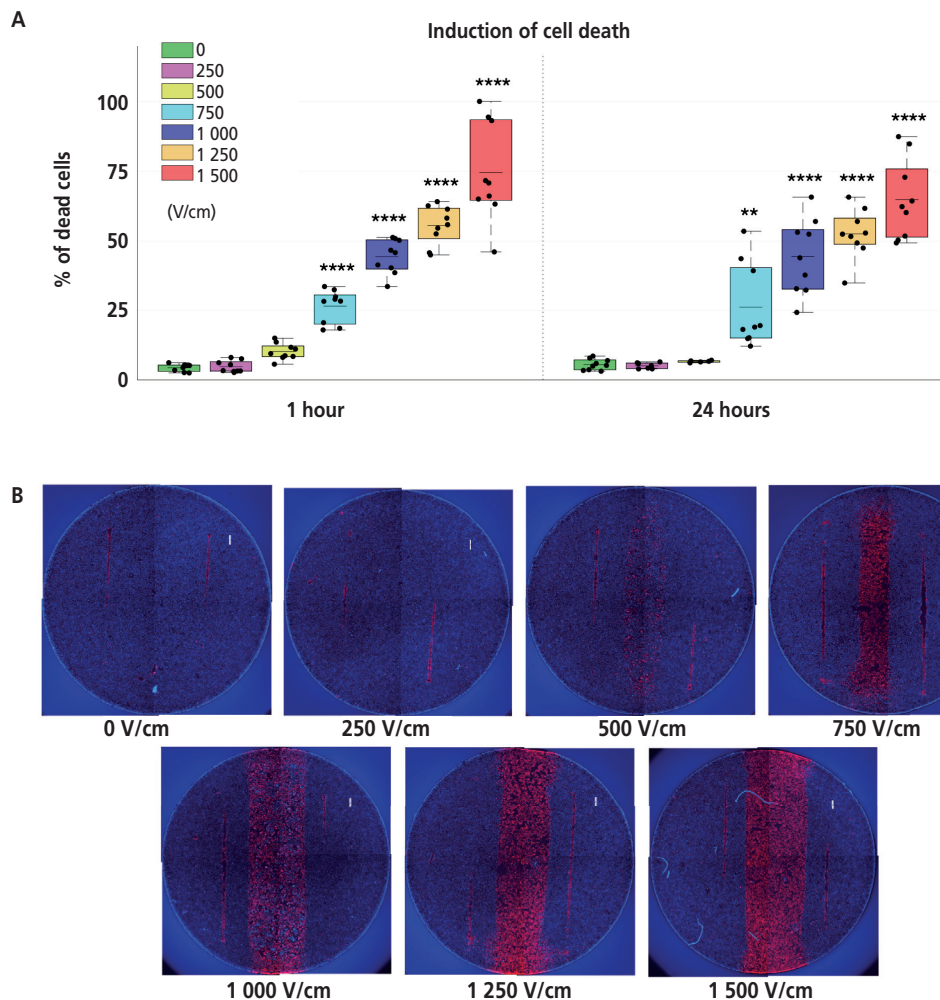 A
Induction of cell death
0
250
500
750
1 000
1 250
1 500
(V/cm)
% of dead cells
100
75
50
25
0
****
****
****
****
**
****
****
****
1 hour
24 hours
B
0 V/cm
250 V/cm
500 V/cm
750 V/cm
1 000 V/cm
1 250 V/cm
1 500 V/cm